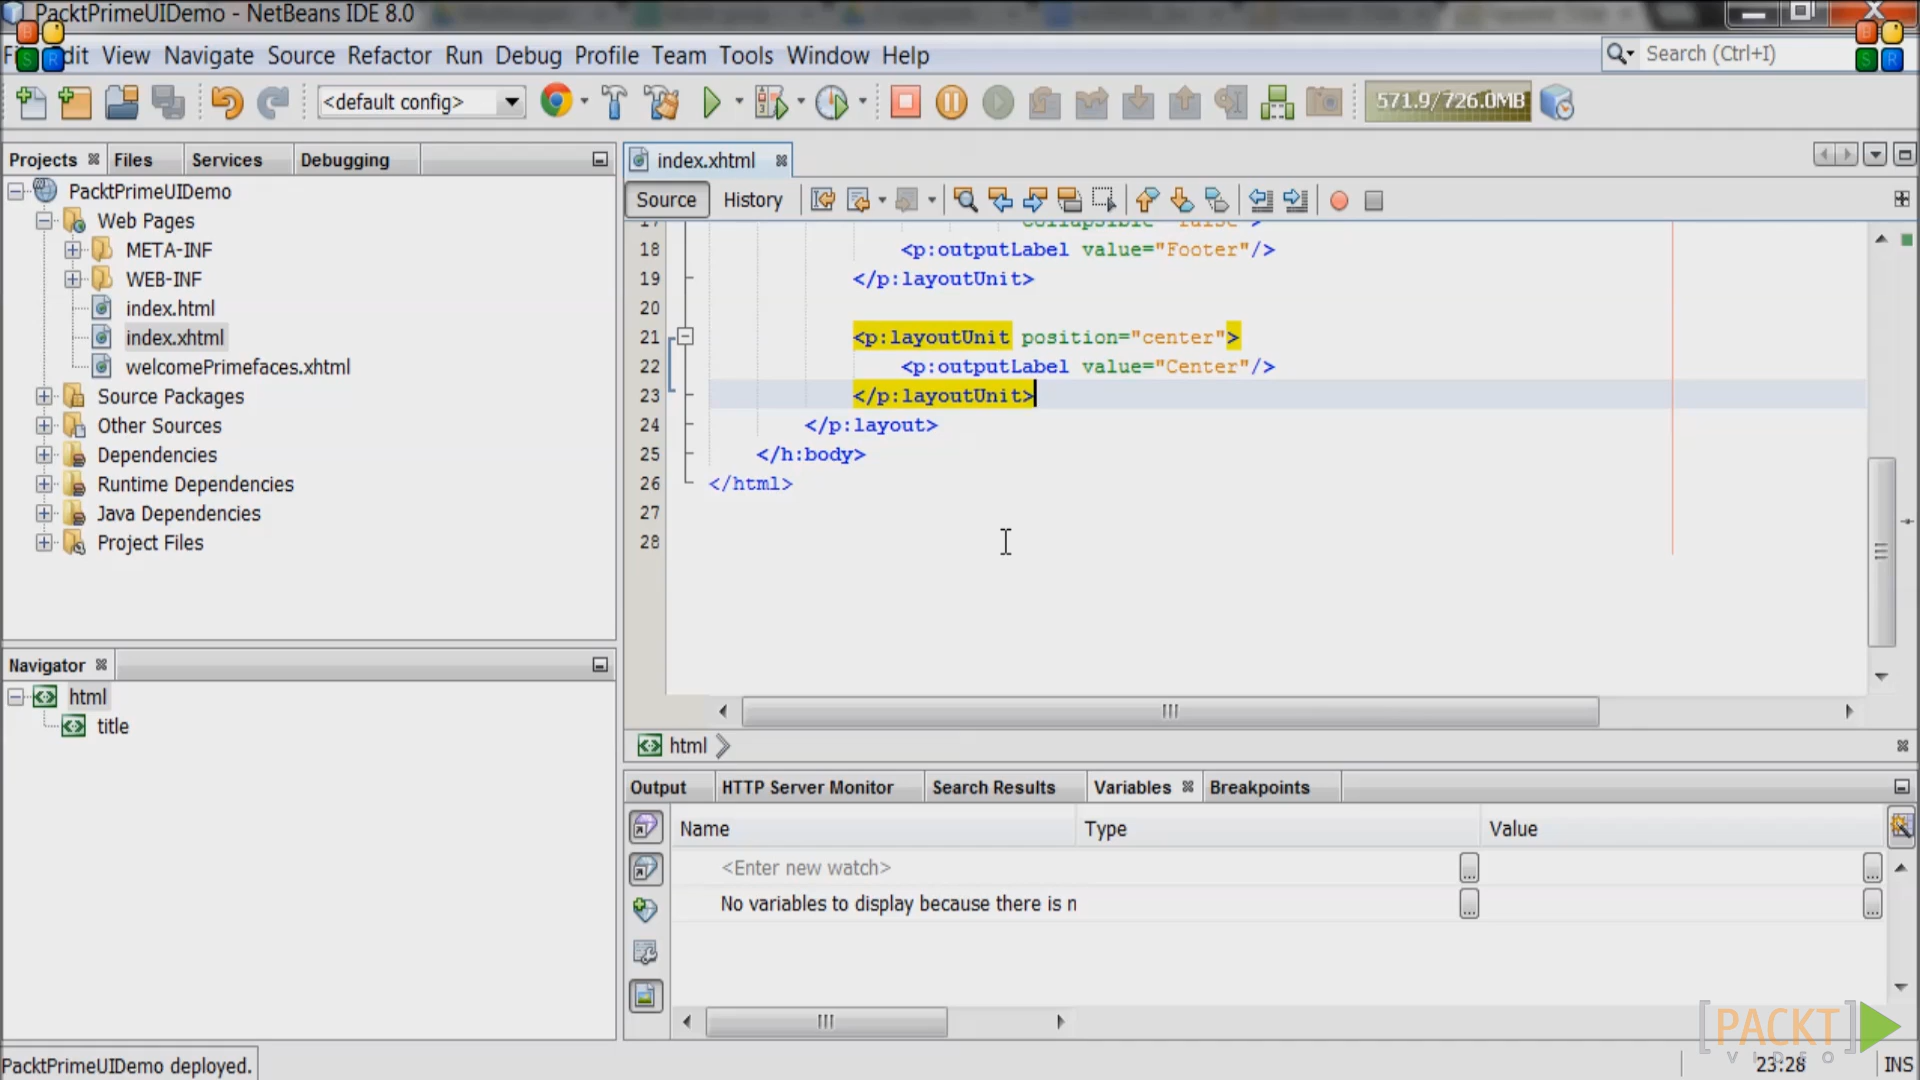 PacktPrimeUIDemo - NetBeans IDE 8.0
dit View Navigate Source Refactor Run Debug Profile Team Tools Window Help
Search (Ctrl+I)
<default config>
571.9/726.0MB
Projects Files Services Debugging
PacktPrimeUIDemo
Web Pages
META-INF
WEB-INF
index.html
index.xhtml
welcomePrimefaces.xhtml
Source Packages
Other Sources
Dependencies
Runtime Dependencies
Java Dependencies
Project Files
Navigator
html
title
index.xhtml
Source History
17 collapsible="false">
18 <p:outputLabel value="Footer"/>
19 </p:layoutUnit>
20
21 <p:layoutUnit position="center">
22 <p:outputLabel value="Center"/>
23 </p:layoutUnit>
24 </p:layout>
25 </h:body>
26 </html>
27
28
html
Output HTTP Server Monitor Search Results Variables Breakpoints
Name Type Value
<Enter new watch>
No variables to display because there is n
[PACKT]
VIDEO
PacktPrimeUIDemo deployed.
23:28 INS